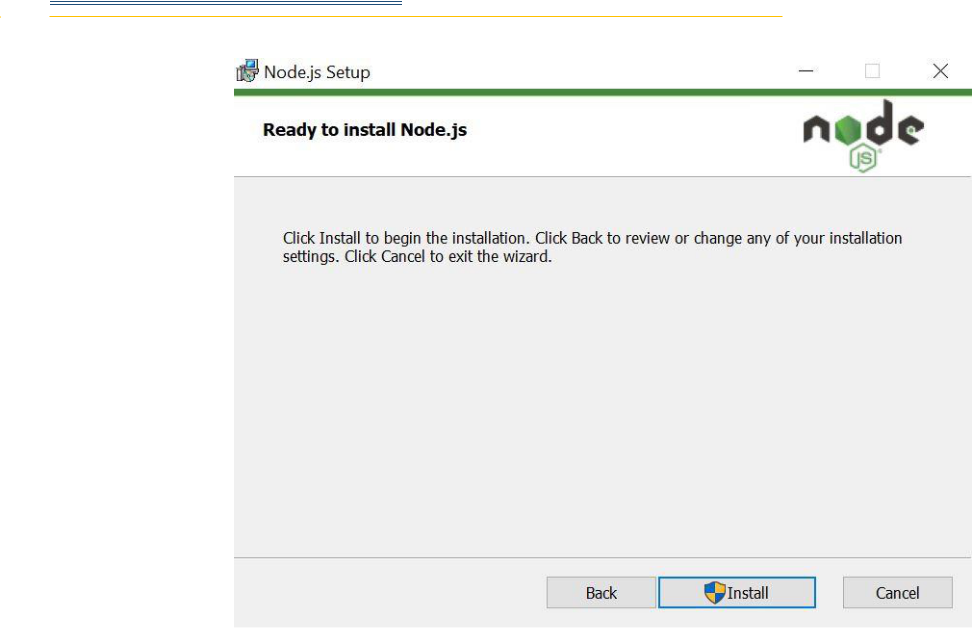 Node.js Setup
Ready to install Node.js
node
JS
Click Install to begin the installation. Click Back to review or change any of your installation
settings. Click Cancel to exit the wizard.
Back
Install
Cancel